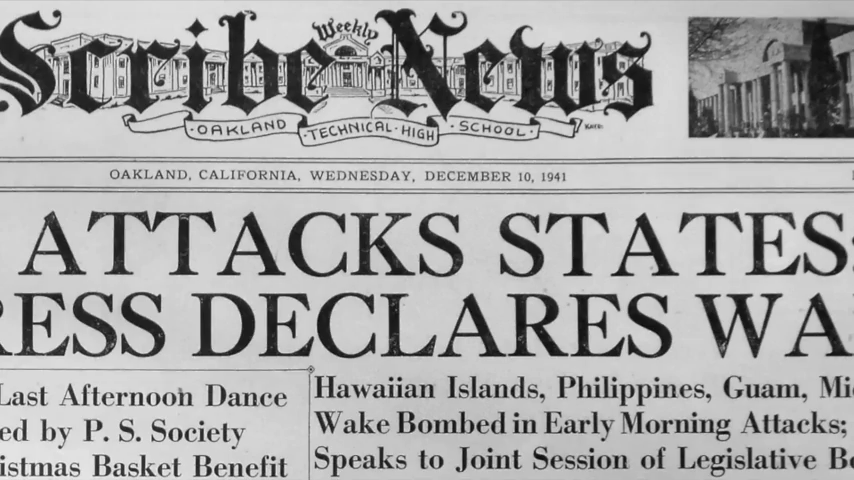 Scribe News
Weekly
OAKLAND TECHNICAL HIGH SCHOOL
OAKLAND, CALIFORNIA, WEDNESDAY, DECEMBER 10, 1941
ATTACKS STATES
RESS DECLARES WA
Last Afternoon Dance
ed by P. S. Society
istmas Basket Benefit
Hawaiian Islands, Philippines, Guam, Mi
Wake Bombed in Early Morning Attacks;
Speaks to Joint Session of Legislative Bo